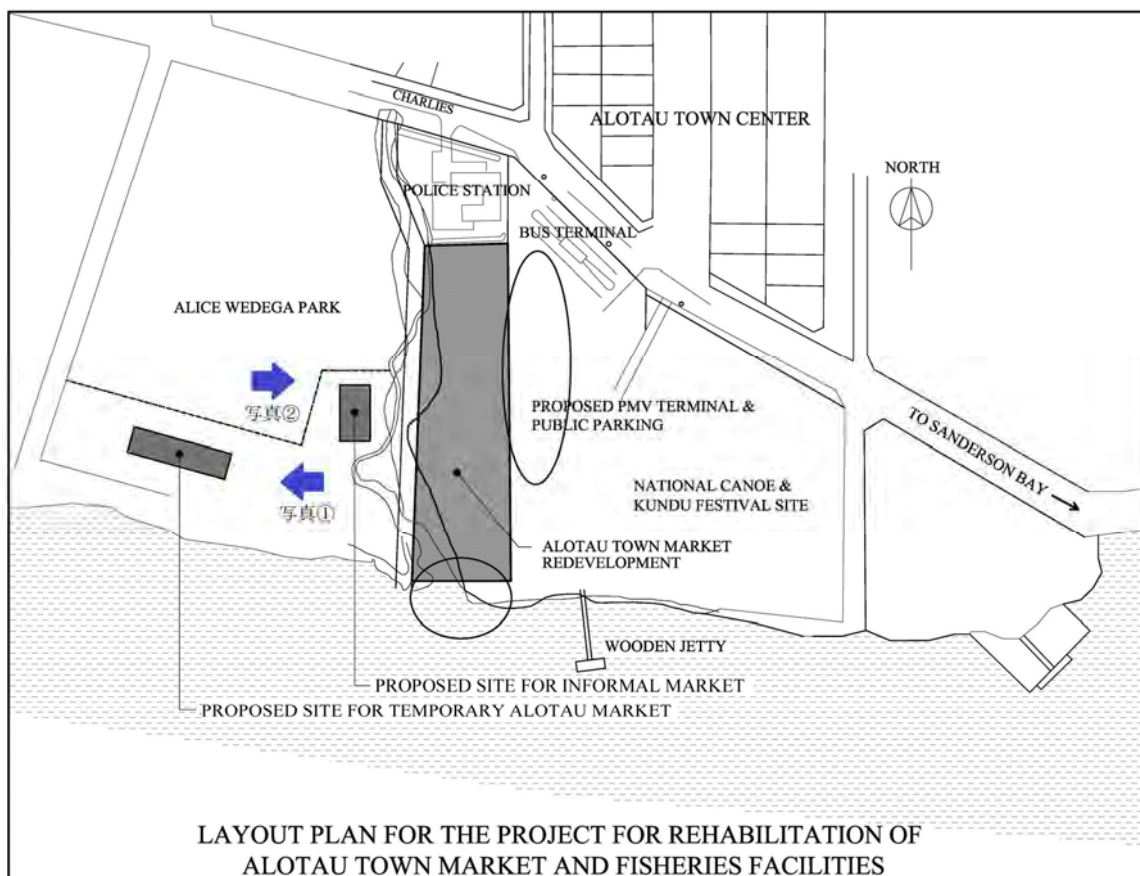 CHARLIES
ALOTAU TOWN CENTER
NORTH
POLICE STATION
BUS TERMINAL
ALICE WEDEGA PARK
写真②
PROPOSED PMV TERMINAL &
PUBLIC PARKING
TO SANDERSON BAY
写真①
NATIONAL CANOE &
KUNDU FESTIVAL SITE
ALOTAU TOWN MARKET
REDEVELOPMENT
WOODEN JETTY
PROPOSED SITE FOR INFORMAL MARKET
PROPOSED SITE FOR TEMPORARY ALOTAU MARKET
LAYOUT PLAN FOR THE PROJECT FOR REHABILITATION OF
ALOTAU TOWN MARKET AND FISHERIES FACILITIES